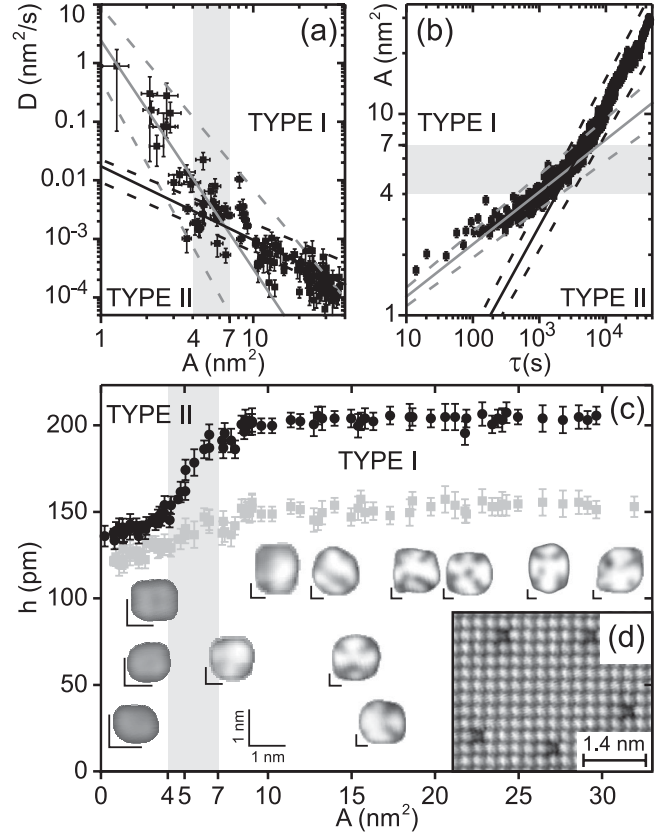 (a)
D (nm²/s)
10
1
0.1
0.01
10⁻³
10⁻⁴
TYPE I
TYPE II
1
4
7
10
A (nm²)
(b)
A (nm²)
10
7
4
1
TYPE I
TYPE II
10
100
10³
10⁴
τ(s)
(c)
TYPE II
TYPE I
h (pm)
200
150
100
50
0
1 nm
1 nm
(d)
1.4 nm
0
4
5
7
10
15
20
25
30
A (nm²)